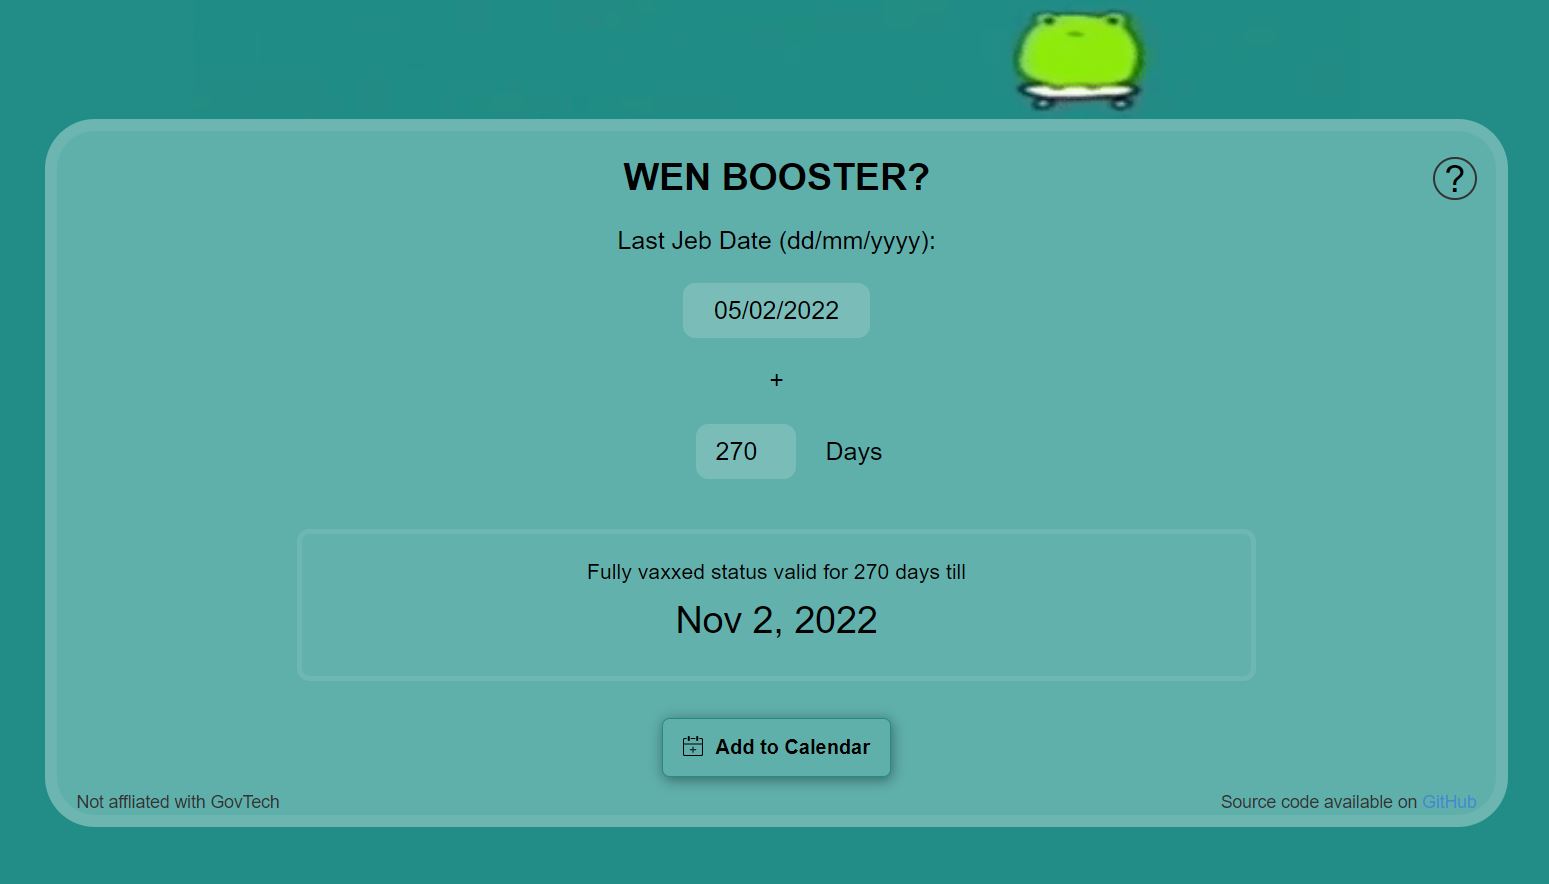 WEN BOOSTER?
?
Last Jeb Date (dd/mm/yyyy):
05/02/2022
+
270 Days
Fully vaxxed status valid for 270 days till
Nov 2, 2022
Add to Calendar
Not affliated with GovTech
Source code available on GitHub